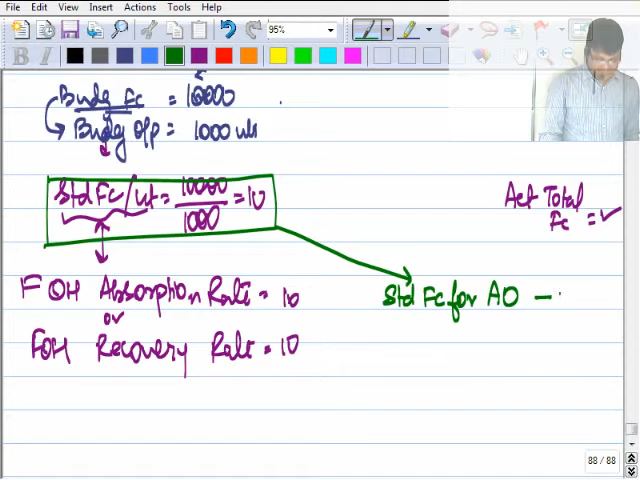 File Edit View Insert Actions Tools Help
95%
B I U
Budg Fc = 10000
Budg Opp = 1000 uts
Std Fc/ut = 10000/1000 = 10
Act Total
Fc = ✓
FOH Absorption Rate = 10
or
FOH Recovery Rate = 10
Std Fc for AO -
88 / 88